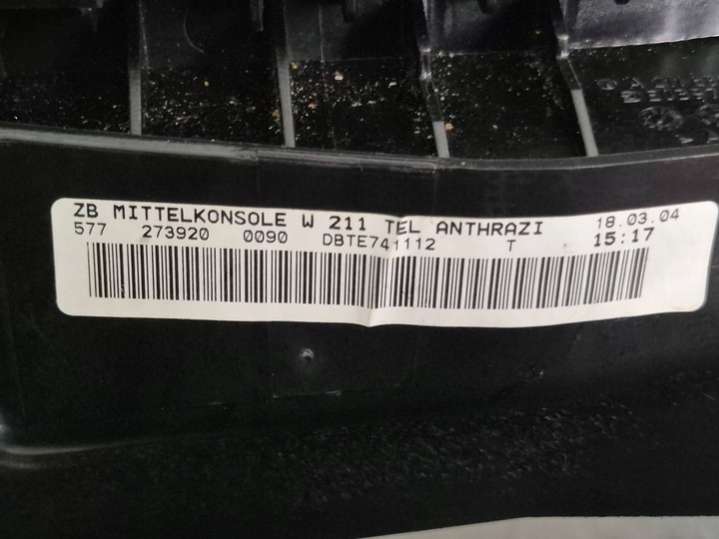 ZB MITTELKONSOLE W 211 TEL ANTHRAZI 18.03.04
577 273920 0090 DBTE741112 T 15:17